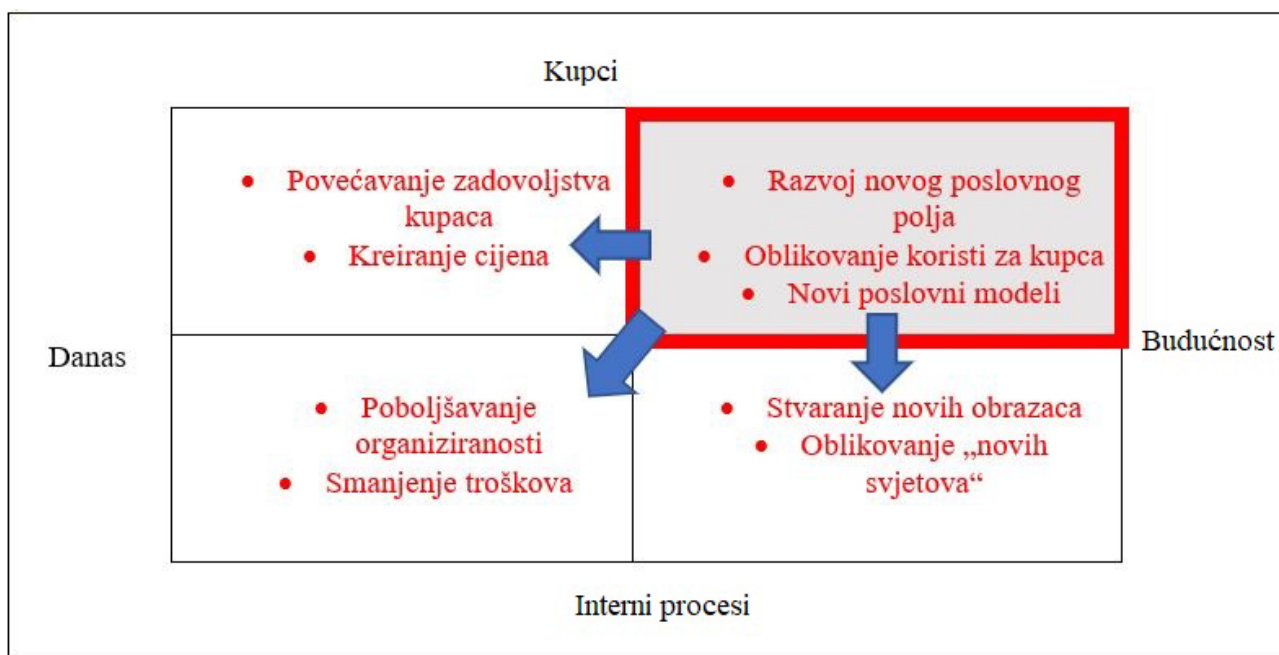 Kupci
• Povećavanje zadovoljstva
kupaca
• Kreiranje cijena
• Razvoj novog poslovnog
polja
• Oblikovanje koristi za kupca
• Novi poslovni modeli
Danas
Budućnost
• Poboljšavanje
organiziranosti
• Smanjenje troškova
• Stvaranje novih obrazaca
• Oblikovanje „novih
svjetova“
Interni procesi